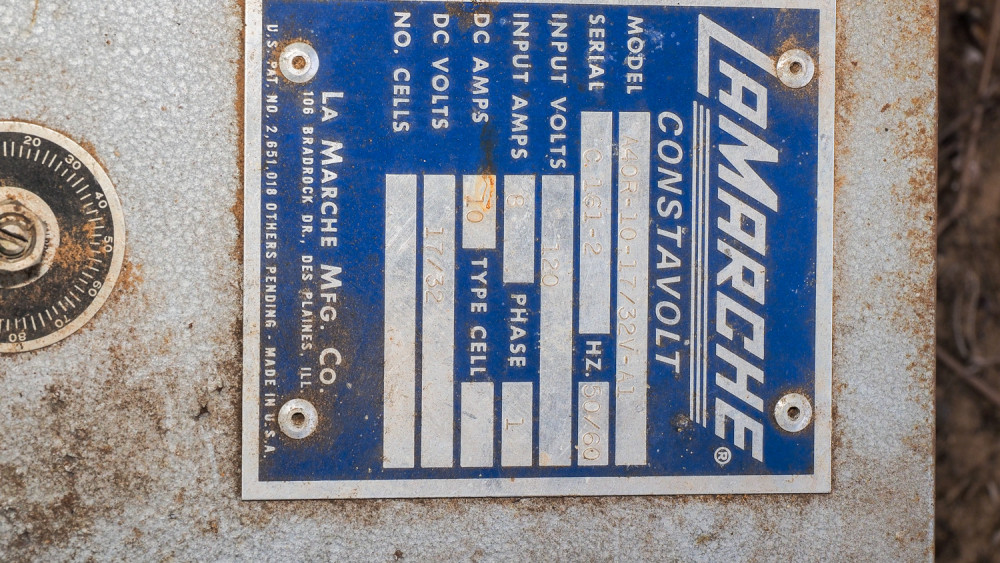 LAMARCHE®
CONSTAVOLT
MODEL A40R-10-17/32V-A1
SERIAL C 161-2 HZ. 50/60
INPUT VOLTS 120
INPUT AMPS 8 PHASE 1
DC AMPS 10 TYPE CELL
DC VOLTS 17/32
NO. CELLS
LA MARCHE MFG. CO.
106 BRADROCK DR., DES PLAINES, ILL.
U.S. PAT. NO. 2,651,018 OTHERS PENDING • MADE IN U.S.A.
20 30 40 50 60 70 80